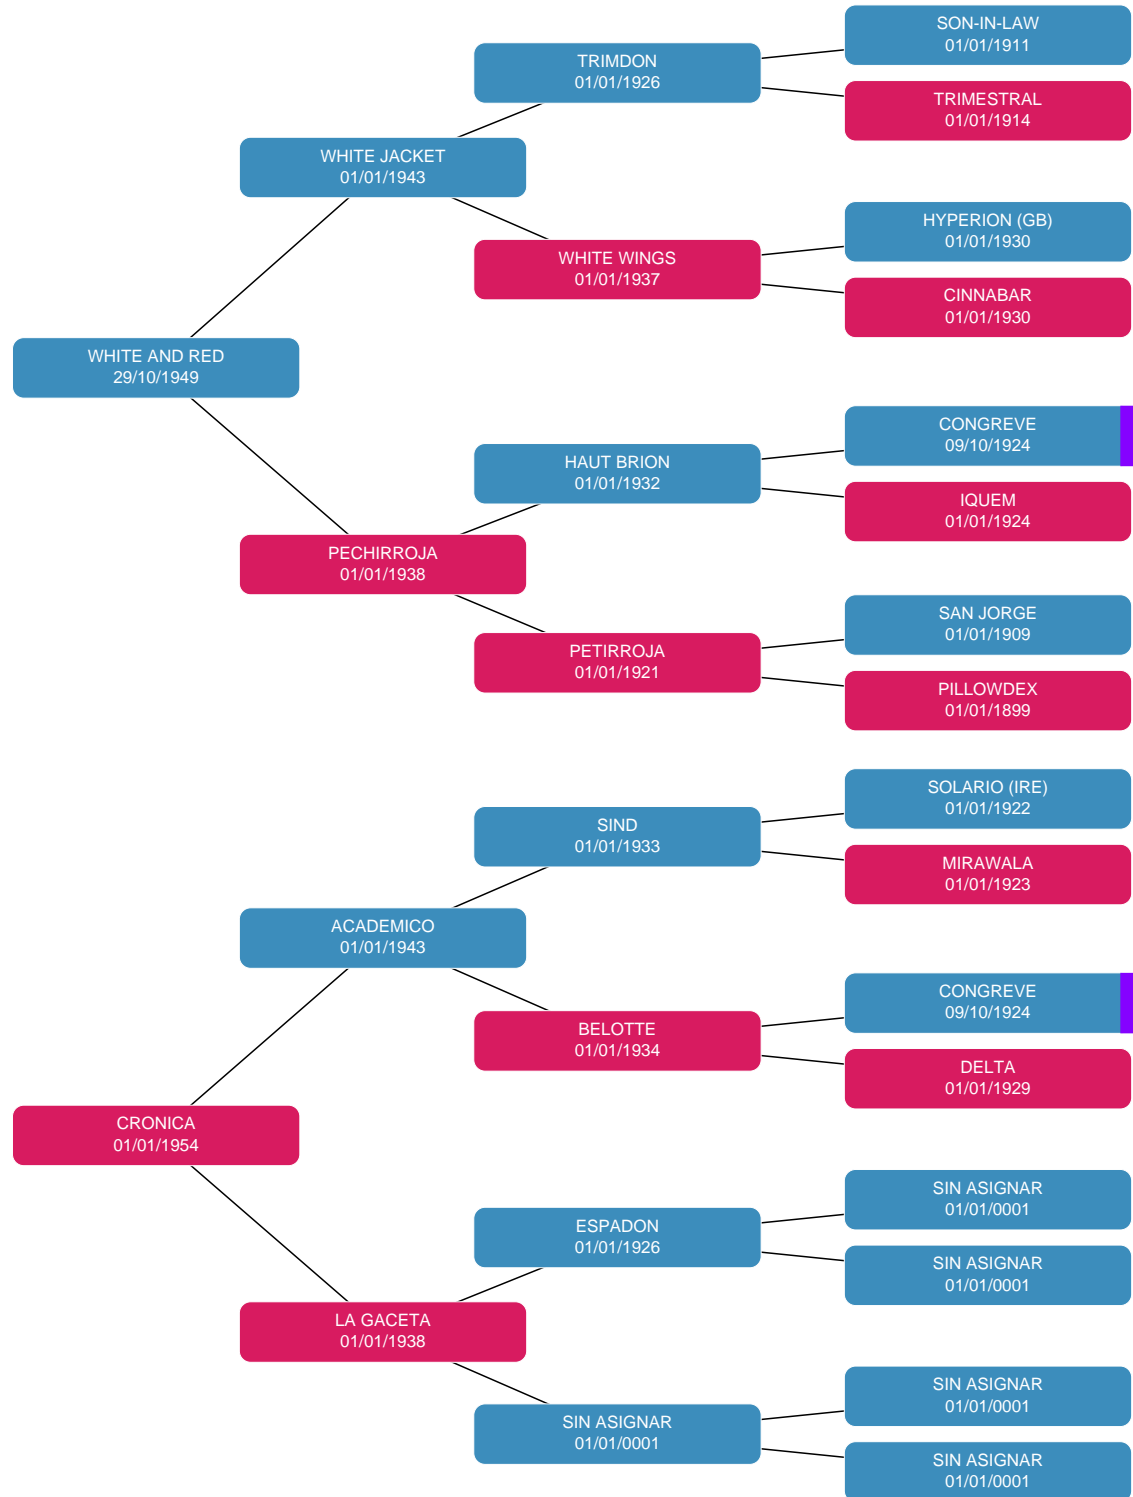 SON-IN-LAW
01/01/1911
TRIMDON
01/01/1926
TRIMESTRAL
01/01/1914
WHITE JACKET
01/01/1943
HYPERION (GB)
01/01/1930
WHITE WINGS
01/01/1937
CINNABAR
01/01/1930
WHITE AND RED
29/10/1949
CONGREVE
09/10/1924
HAUT BRION
01/01/1932
IQUEM
01/01/1924
PECHIRROJA
01/01/1938
SAN JORGE
01/01/1909
PETIRROJA
01/01/1921
PILLOWDEX
01/01/1899
SOLARIO (IRE)
01/01/1922
SIND
01/01/1933
MIRAWALA
01/01/1923
ACADEMICO
01/01/1943
CONGREVE
09/10/1924
BELOTTE
01/01/1934
DELTA
01/01/1929
CRONICA
01/01/1954
SIN ASIGNAR
01/01/0001
ESPADON
01/01/1926
SIN ASIGNAR
01/01/0001
LA GACETA
01/01/1938
SIN ASIGNAR
01/01/0001
SIN ASIGNAR
01/01/0001
SIN ASIGNAR
01/01/0001